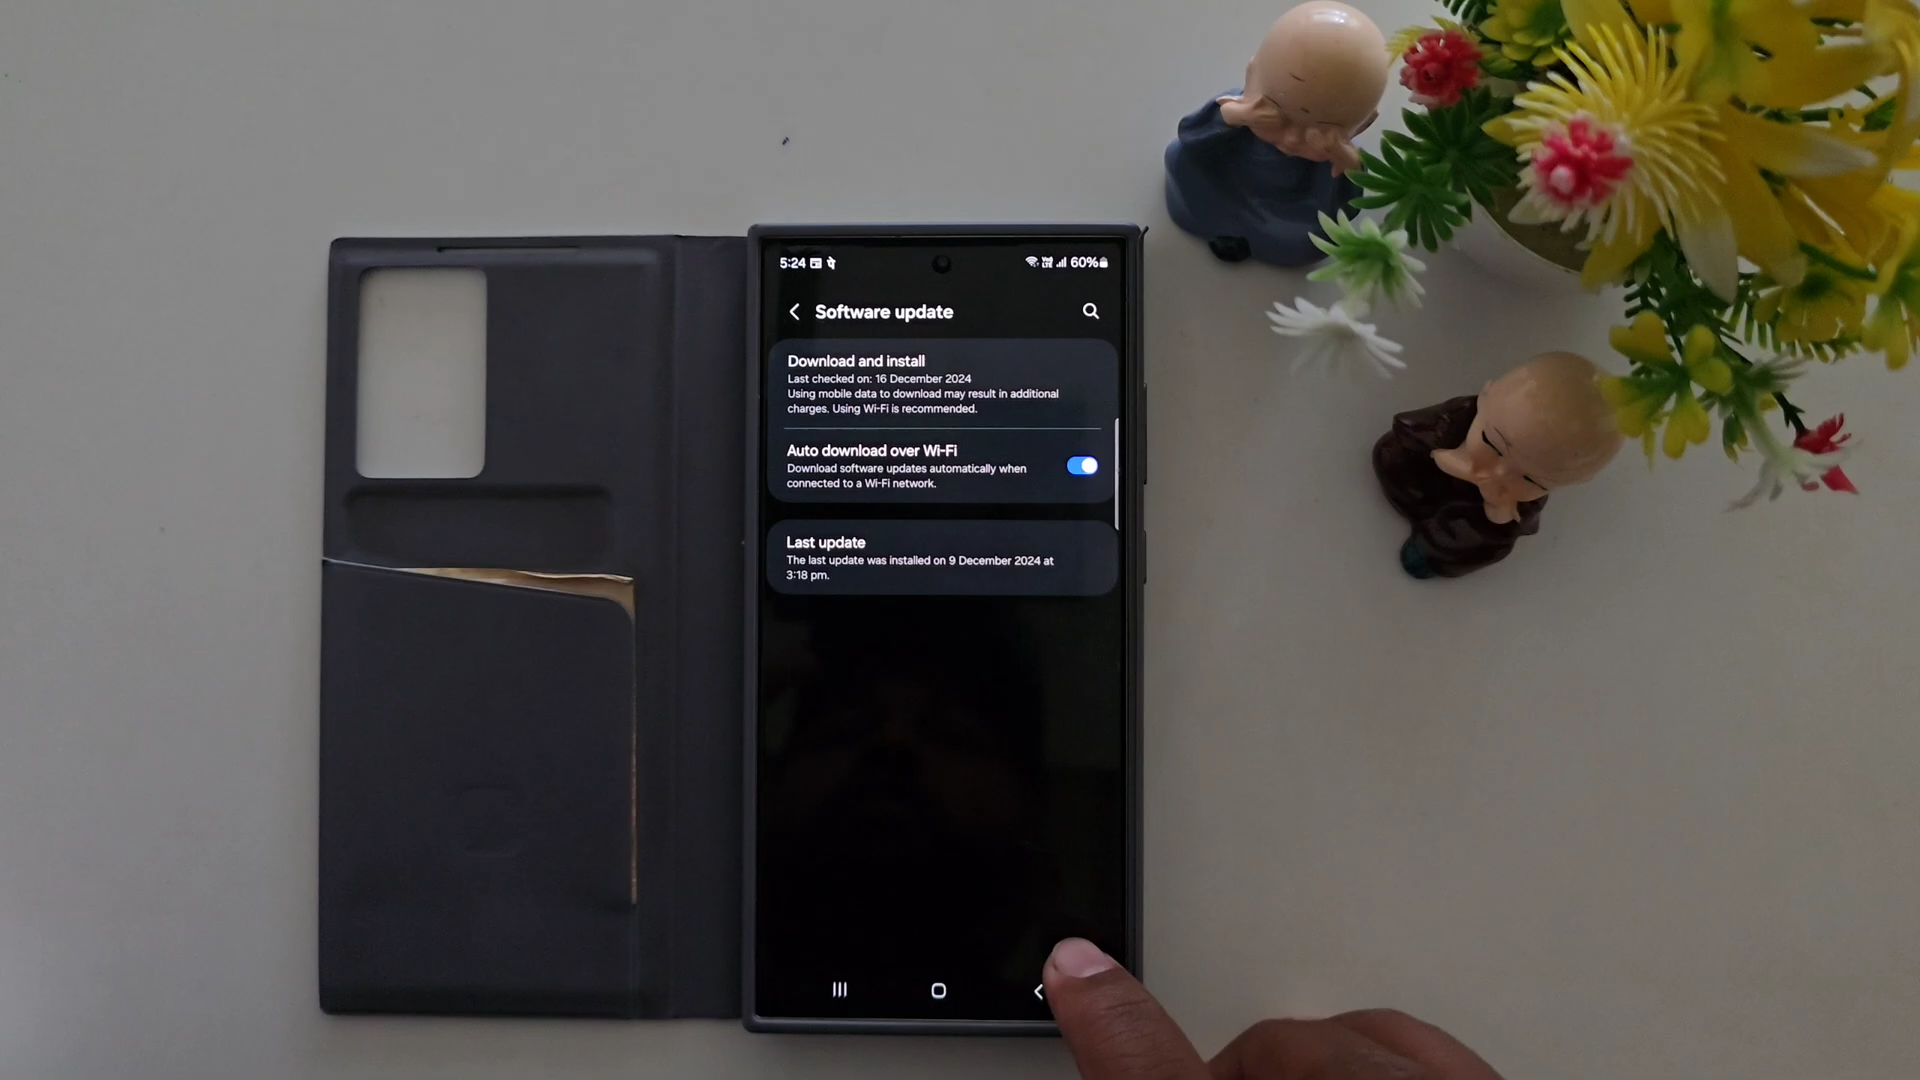 5:24 60%
Software update
Download and install
Last checked on: 16 December 2024
Using mobile data to download may result in additional
charges. Using Wi-Fi is recommended.
Auto download over Wi-Fi
Download software updates automatically when
connected to a Wi-Fi network.
Last update
The last update was installed on 9 December 2024 at
3:18 pm.